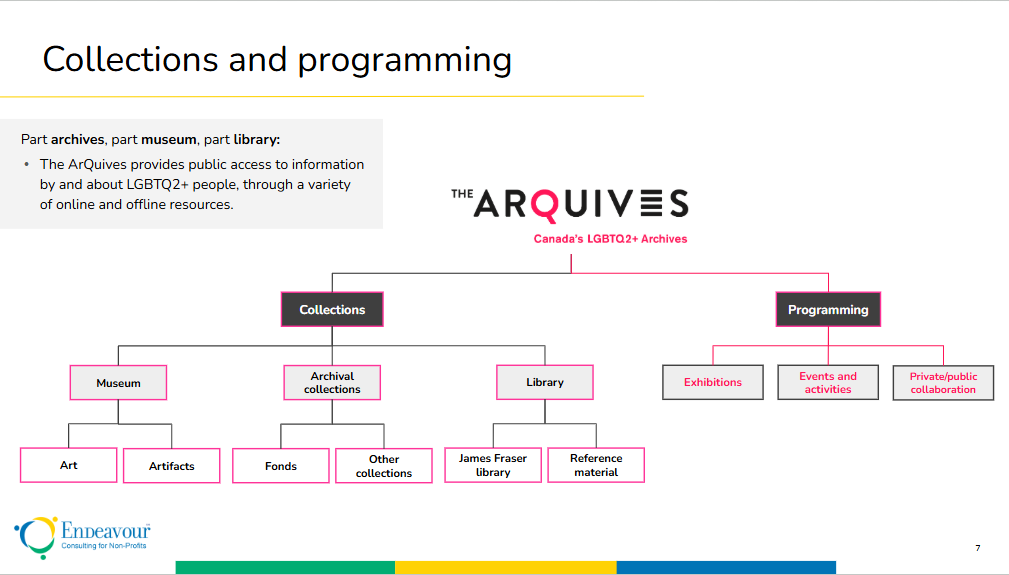 Collections and programming
Part archives, part museum, part library:
• The ArQuives provides public access to information
by and about LGBTQ2+ people, through a variety
of online and offline resources.
THE ARQUIVES
Canada's LGBTQ2+ Archives
Collections
Programming
Museum
Archival
collections
Library
Exhibitions
Events and
activities
Private/public
collaboration
Art
Artifacts
Fonds
Other
collections
James Fraser
library
Reference
material
Endeavour
Consulting for Non-Profits
7